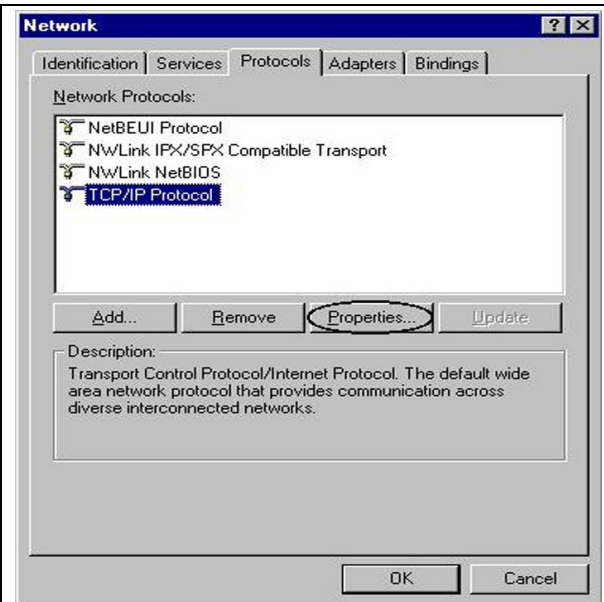 Network
Identification Services Protocols Adapters Bindings
Network Protocols:
NetBEUI Protocol
NWLink IPX/SPX Compatible Transport
NWLink NetBIOS
TCP/IP Protocol
Add... Remove Properties... Update
Description:
Transport Control Protocol/Internet Protocol. The default wide
area network protocol that provides communication across
diverse interconnected networks.
OK Cancel